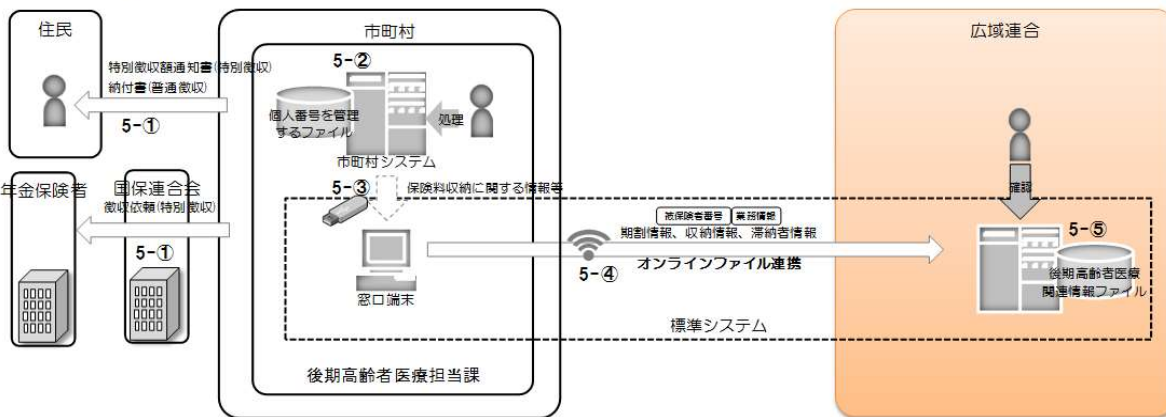 住民
市町村
広域連合
5-②
特別徴収額通知書(特別徴収)
納付書(普通徴収)
5-①
個人番号を管理
するファイル
処理
市町村システム
年金保険者
国保連合会
徴収依頼(特別徴収)
5-①
5-③
保険料収納に関する情報等
確認
被保険者番号
業務情報
期割情報、収納情報、滞納者情報
5-④
オンラインファイル連携
5-⑤
後期高齢者医療
関連情報ファイル
窓口端末
標準システム
後期高齢者医療担当課